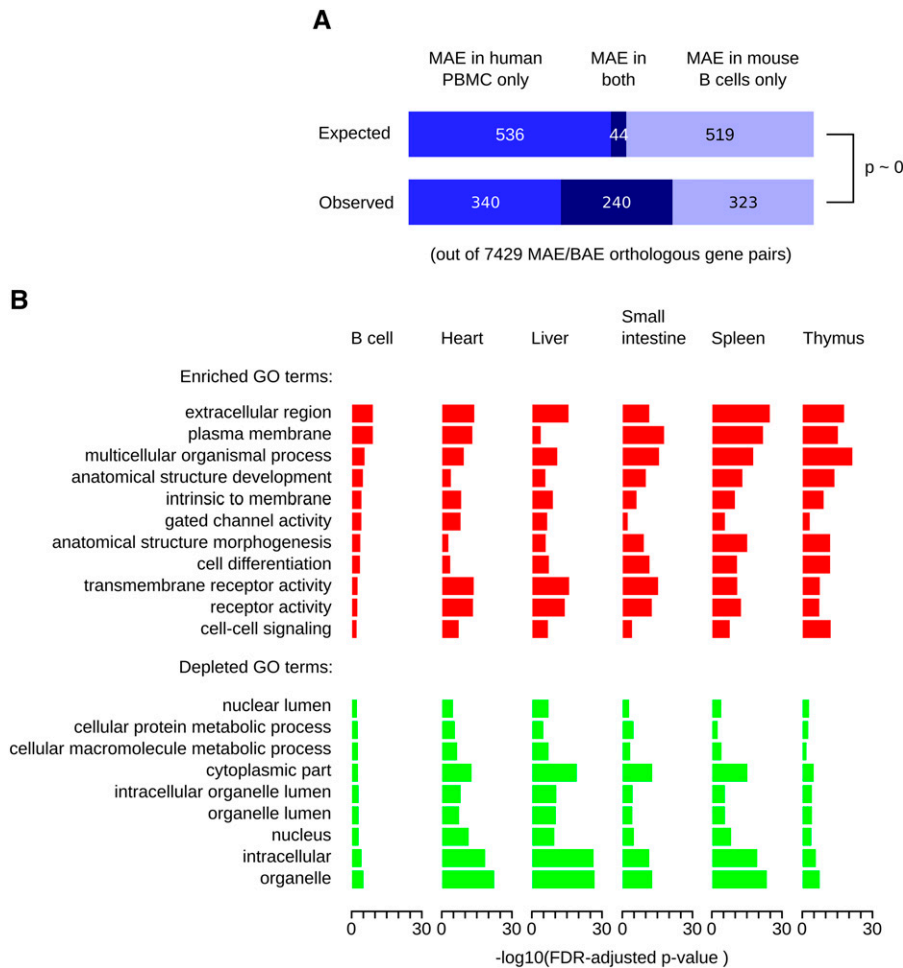 A
MAE in human
PBMC only
MAE in
both
MAE in mouse
B cells only
Expected
536
44
519
p ~ 0
Observed
340
240
323
(out of 7429 MAE/BAE orthologous gene pairs)
B
B cell
Heart
Liver
Small
intestine
Spleen
Thymus
Enriched GO terms:
extracellular region
plasma membrane
multicellular organismal process
anatomical structure development
intrinsic to membrane
gated channel activity
anatomical structure morphogenesis
cell differentiation
transmembrane receptor activity
receptor activity
cell-cell signaling
Depleted GO terms:
nuclear lumen
cellular protein metabolic process
cellular macromolecule metabolic process
cytoplasmic part
intracellular organelle lumen
organelle lumen
nucleus
intracellular
organelle
0 30 0 30 0 30 0 30 0 30 0 30
-log10(FDR-adjusted p-value )